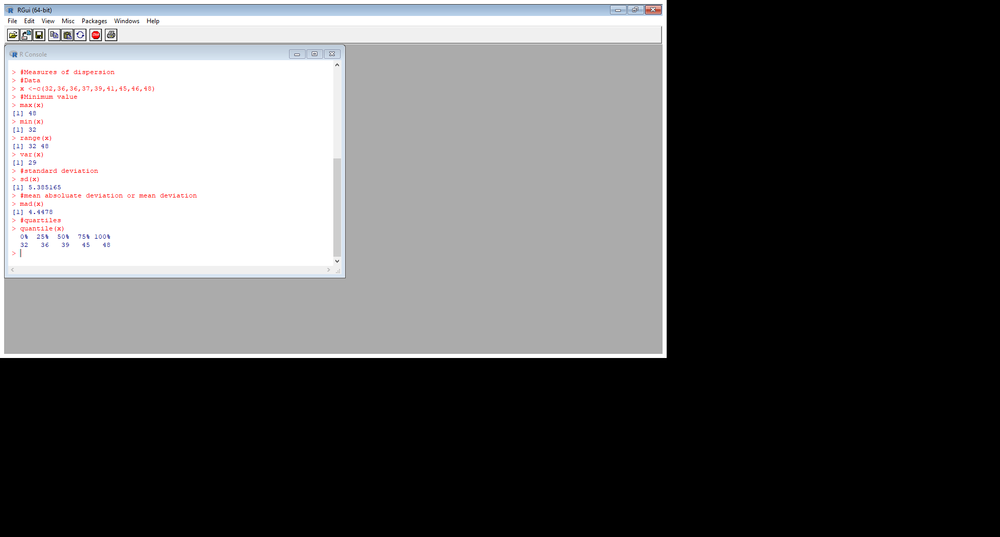 RGui (64-bit)
File Edit View Misc Packages Windows Help
STOP
R Console
> #Measures of dispersion
> #Data
> x <-c(32,36,36,37,39,41,45,46,48)
> #Minimum value
> max(x)
[1] 48
> min(x)
[1] 32
> range(x)
[1] 32 48
> var(x)
[1] 29
> #standard deviation
> sd(x)
[1] 5.385165
> #mean absoluate deviation or mean deviation
> mad(x)
[1] 4.4478
> #quartiles
> quantile(x)
0% 25% 50% 75% 100%
32 36 39 45 48
>